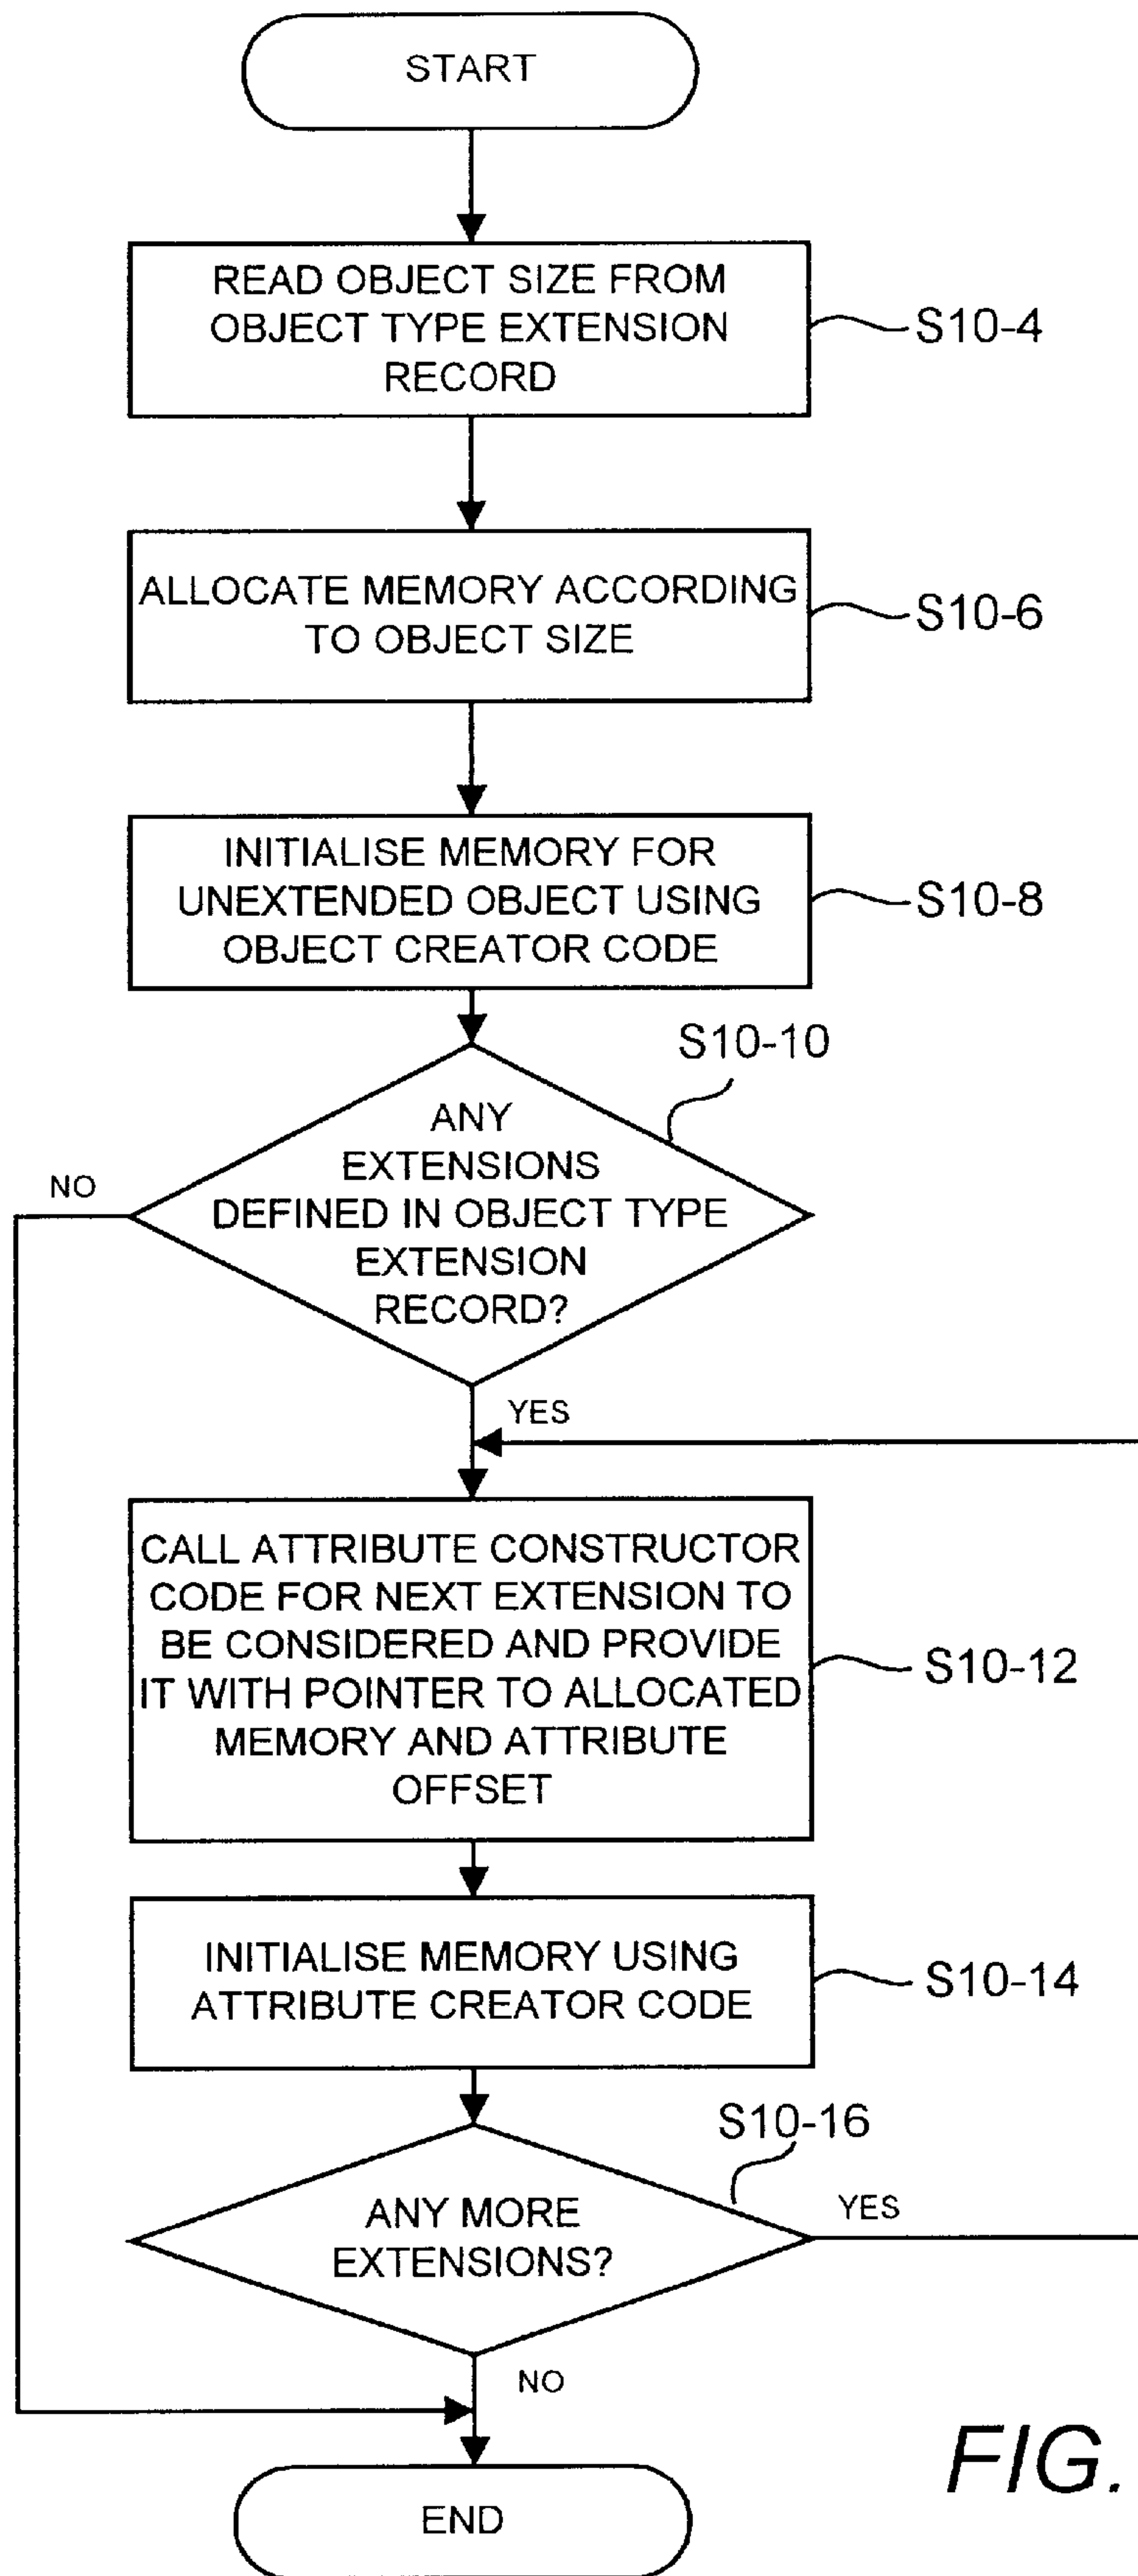 START
READ OBJECT SIZE FROM
OBJECT TYPE EXTENSION
RECORD
S10-4
ALLOCATE MEMORY ACCORDING
TO OBJECT SIZE
S10-6
INITIALISE MEMORY FOR
UNEXTENDED OBJECT USING
OBJECT CREATOR CODE
S10-8
S10-10
ANY
EXTENSIONS
DEFINED IN OBJECT TYPE
EXTENSION
RECORD?
NO
YES
CALL ATTRIBUTE CONSTRUCTOR
CODE FOR NEXT EXTENSION TO
BE CONSIDERED AND PROVIDE
IT WITH POINTER TO ALLOCATED
MEMORY AND ATTRIBUTE
OFFSET
S10-12
INITIALISE MEMORY USING
ATTRIBUTE CREATOR CODE
S10-14
S10-16
ANY MORE
EXTENSIONS?
YES
NO
END
FIG.